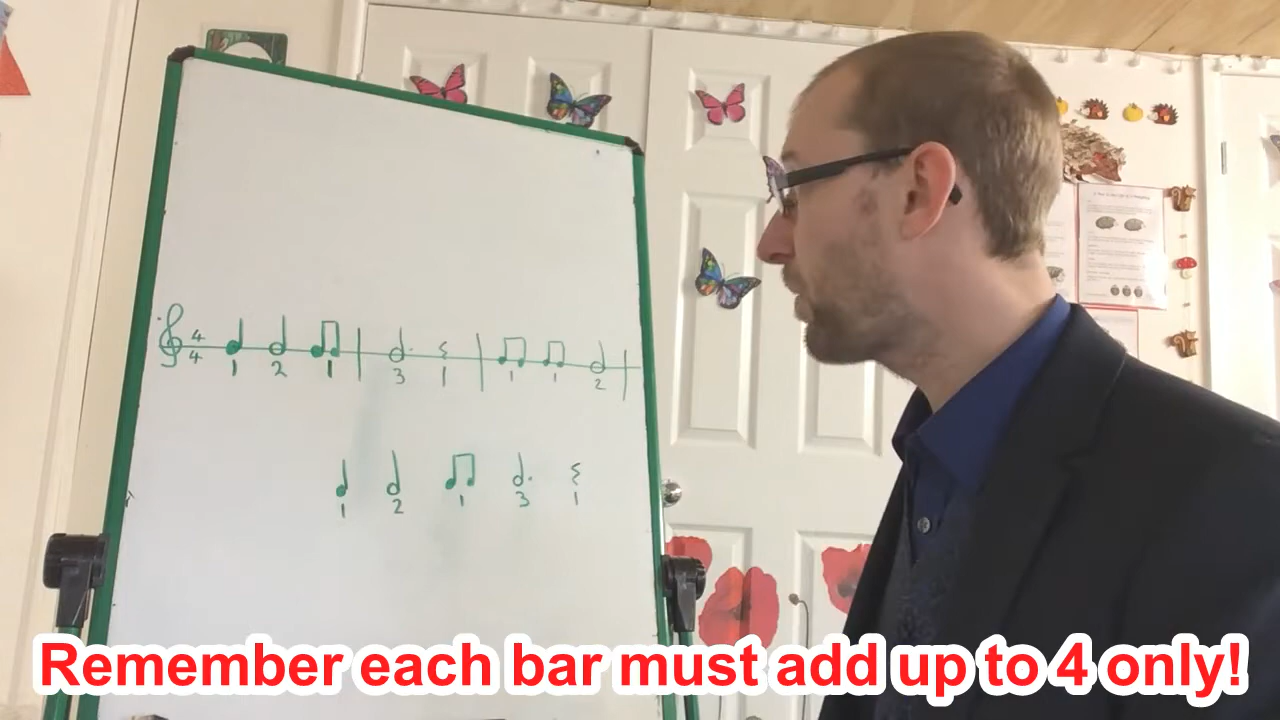 4
4
1 2 1 3 1 1 1 2
1 2 1 3 1
Remember each bar must add up to 4 only!